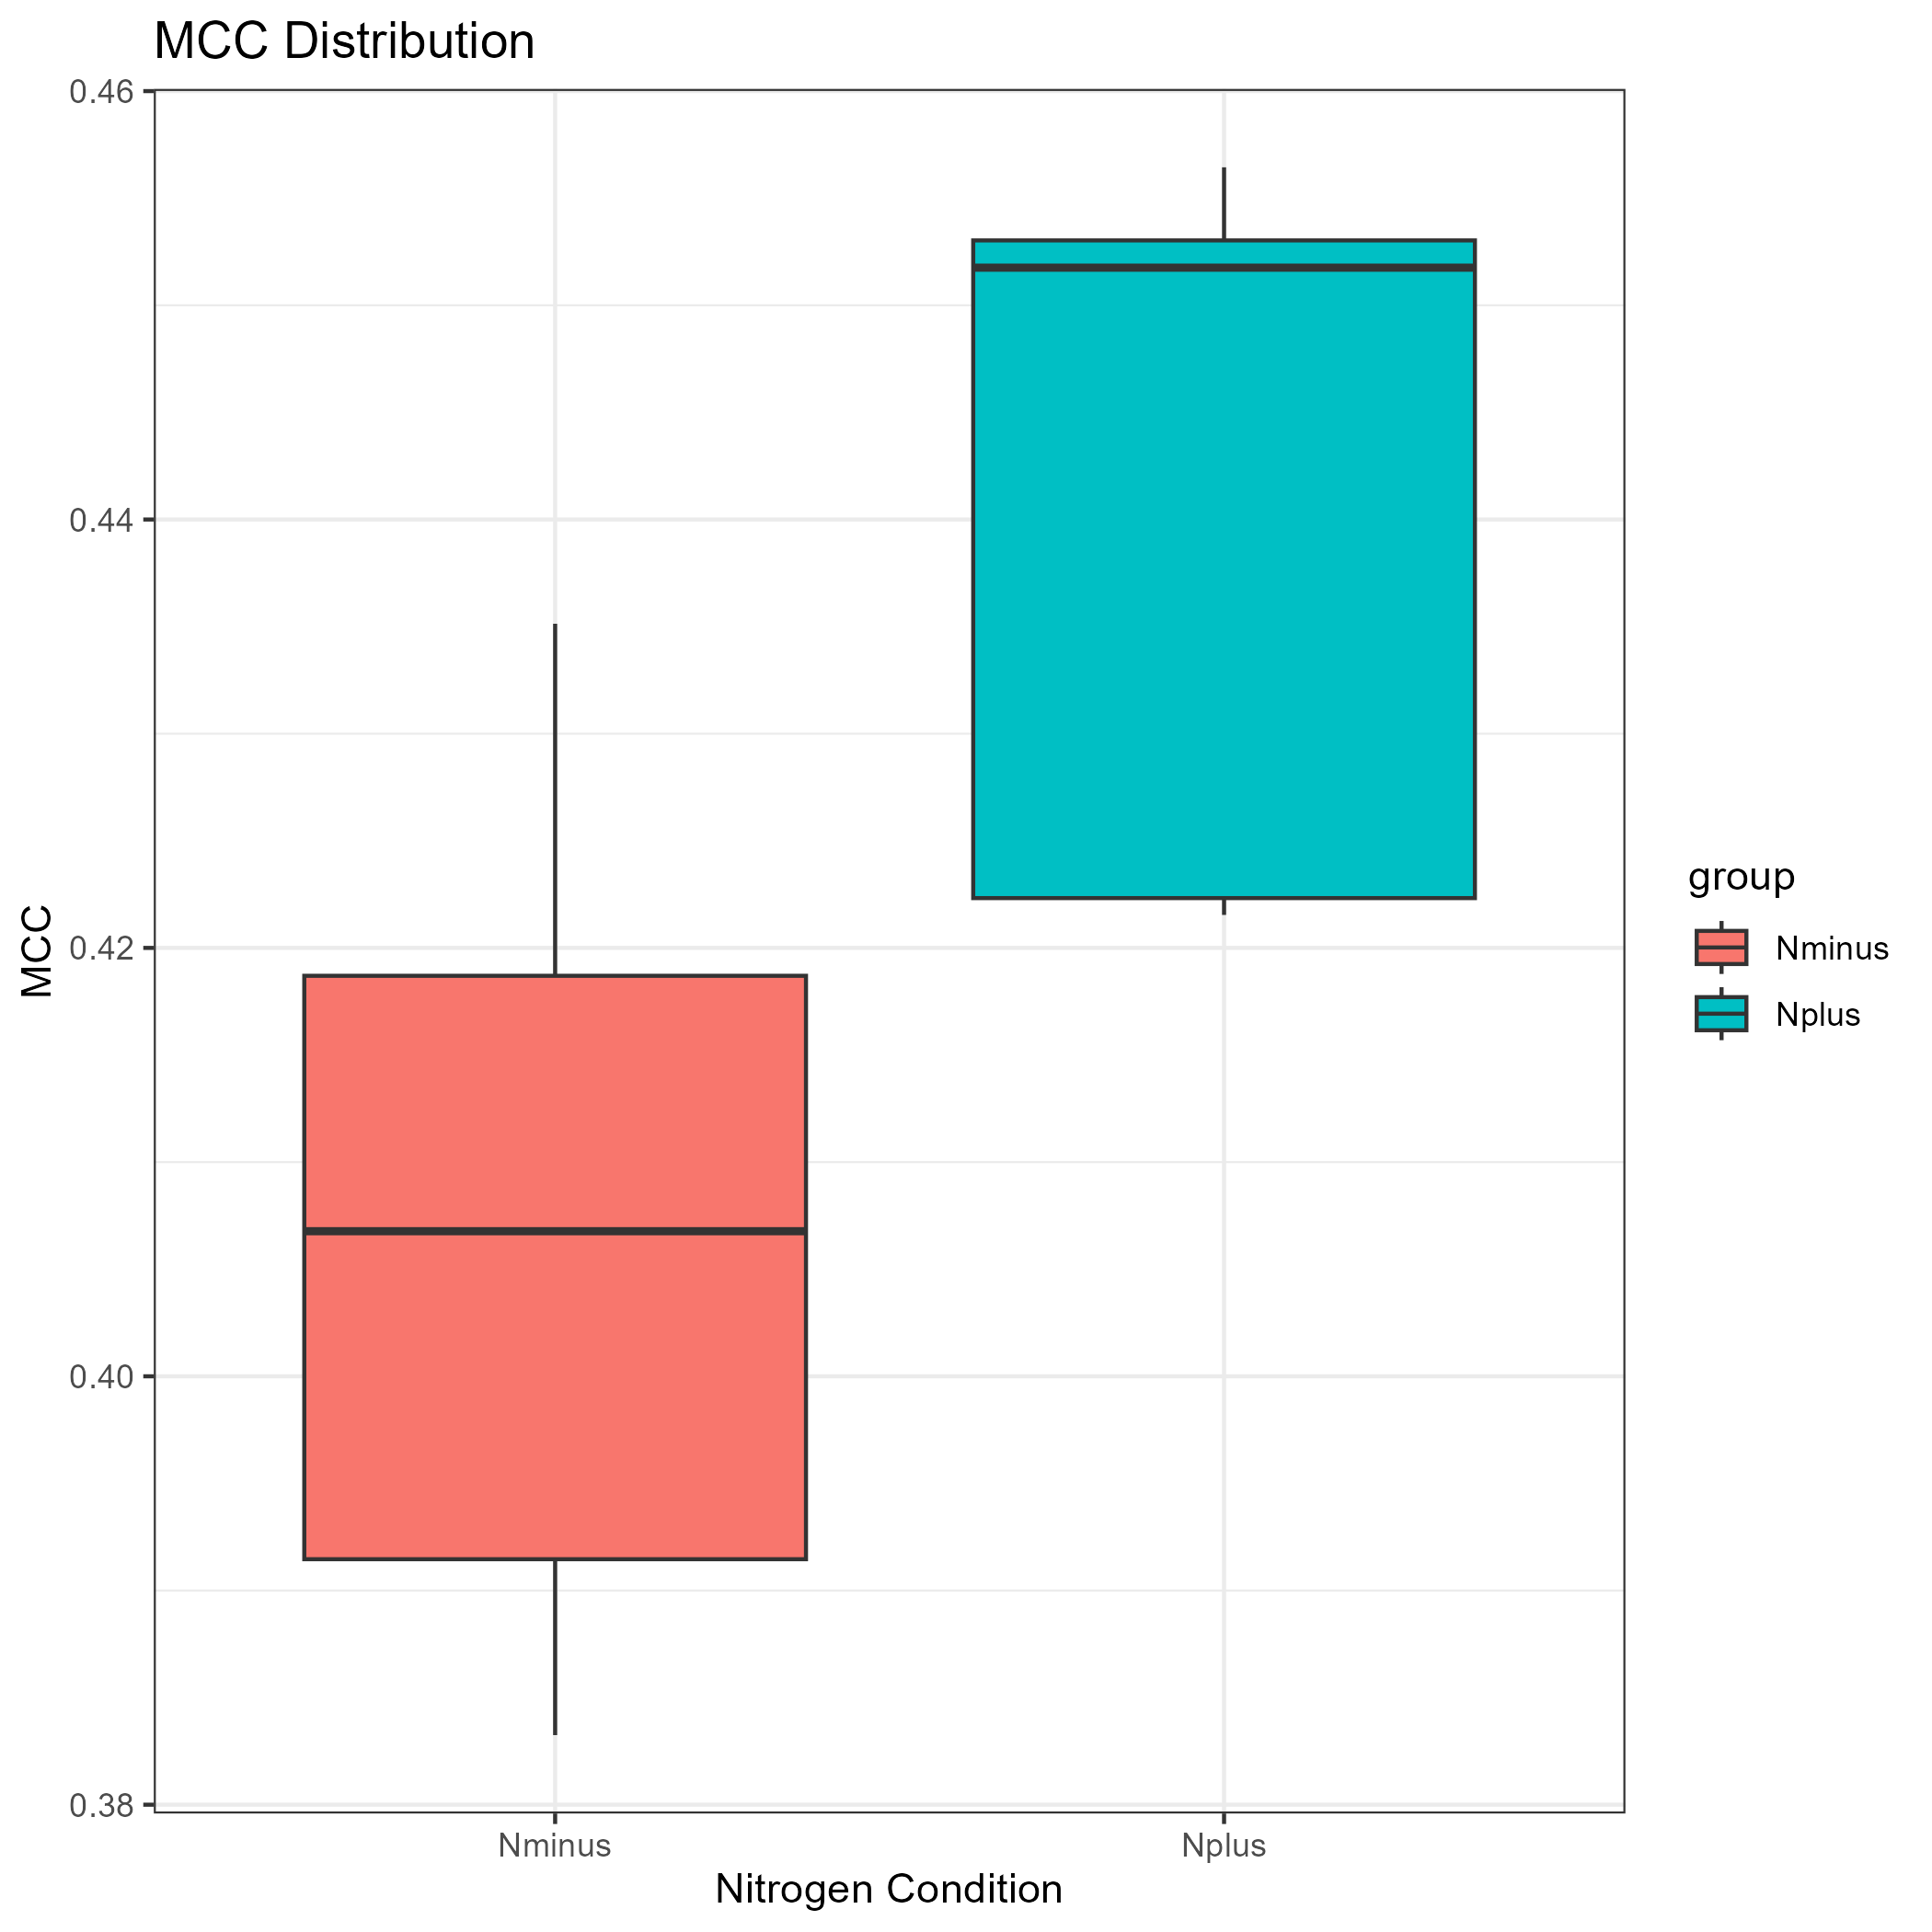 MCC Distribution
0.46
0.44
0.42
0.40
0.38
MCC
Nminus
Nplus
Nitrogen Condition
group
Nminus
Nplus